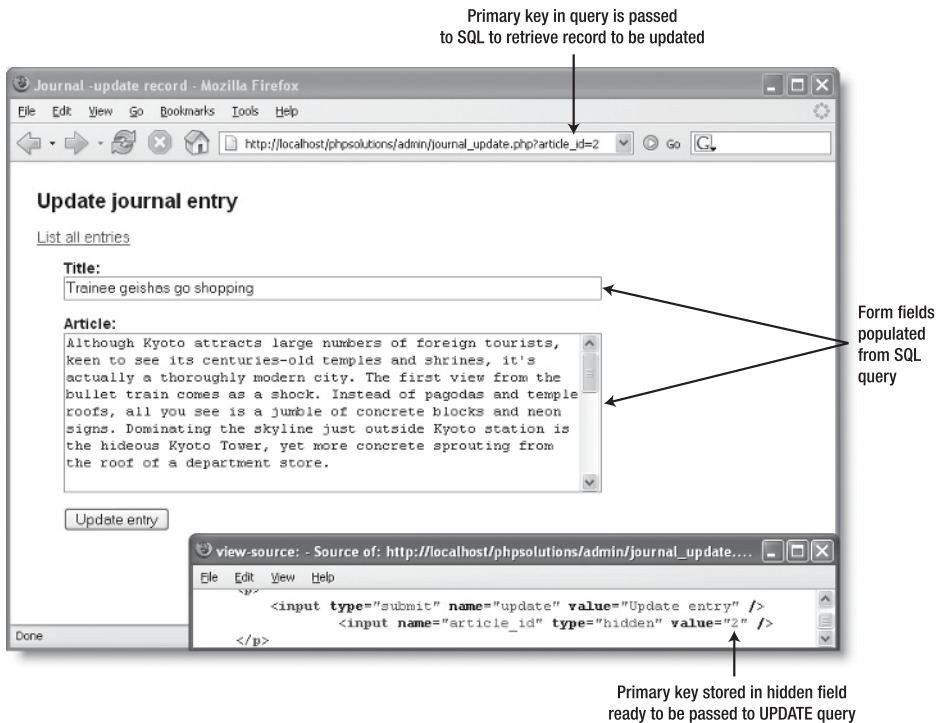 Primary key in query is passed
to SQL to retrieve record to be updated
Journal -update record - Mozilla Firefox
File Edit View Go Bookmarks Tools Help
http://localhost/phpsolutions/admin/journal_update.php?article_id=2 Go G
Update journal entry
List all entries
Title:
Trainee geishas go shopping
Article:
Although Kyoto attracts large numbers of foreign tourists,
keen to see its centuries-old temples and shrines, it's
actually a thoroughly modern city. The first view from the
bullet train comes as a shock. Instead of pagodas and temple
roofs, all you see is a jumble of concrete blocks and neon
signs. Dominating the skyline just outside Kyoto station is
the hideous Kyoto Tower, yet more concrete sprouting from
the roof of a department store.
Form fields
populated
from SQL
query
Update entry
view-source: - Source of: http://localhost/phpsolutions/admin/journal_update....
File Edit View Help
<p>
<input type="submit" name="update" value="Update entry" />
<input name="article_id" type="hidden" value="2" />
</p>
Done
Primary key stored in hidden field
ready to be passed to UPDATE query